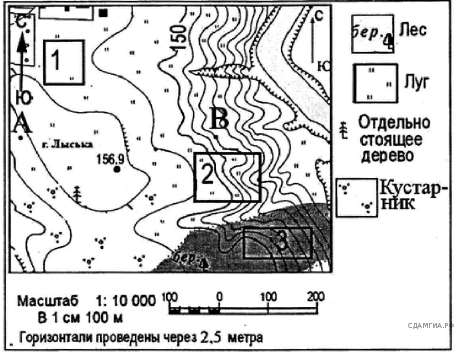 С
Ю
1
150
С
Ю
А
В
г. Лыська
156,9
2
3
бер.
бер. Лес
Луг
Отдельно
стоящее
дерево
Кустар-
ник
Масштаб 1: 10 000
В 1 см 100 м
100 0 100 200
Горизонтали проведены через 2,5 метра
СДАМГИА.РФ